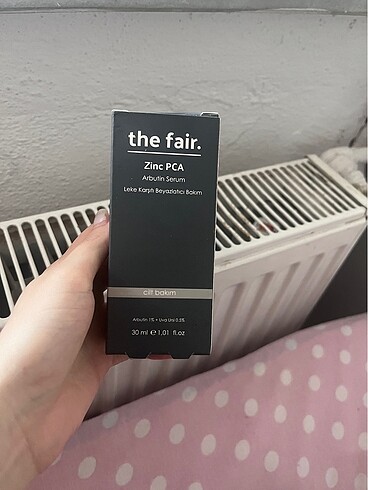 the fair.
Zinc PCA
Arbutin Serum
Leke Karşıtı Beyazlatıcı Bakım
cilt bakım
Arbutin 1% + Uva Ursi 0.5%
30 ml ℮ 1,01 fl.oz